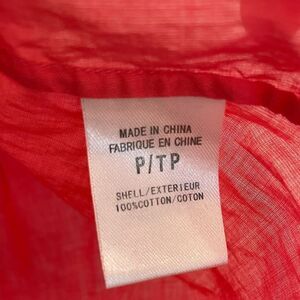 MADE IN CHINA
FABRIQUE EN CHINE
P/TP
SHELL/EXTERIEUR
100%COTTON/COTON